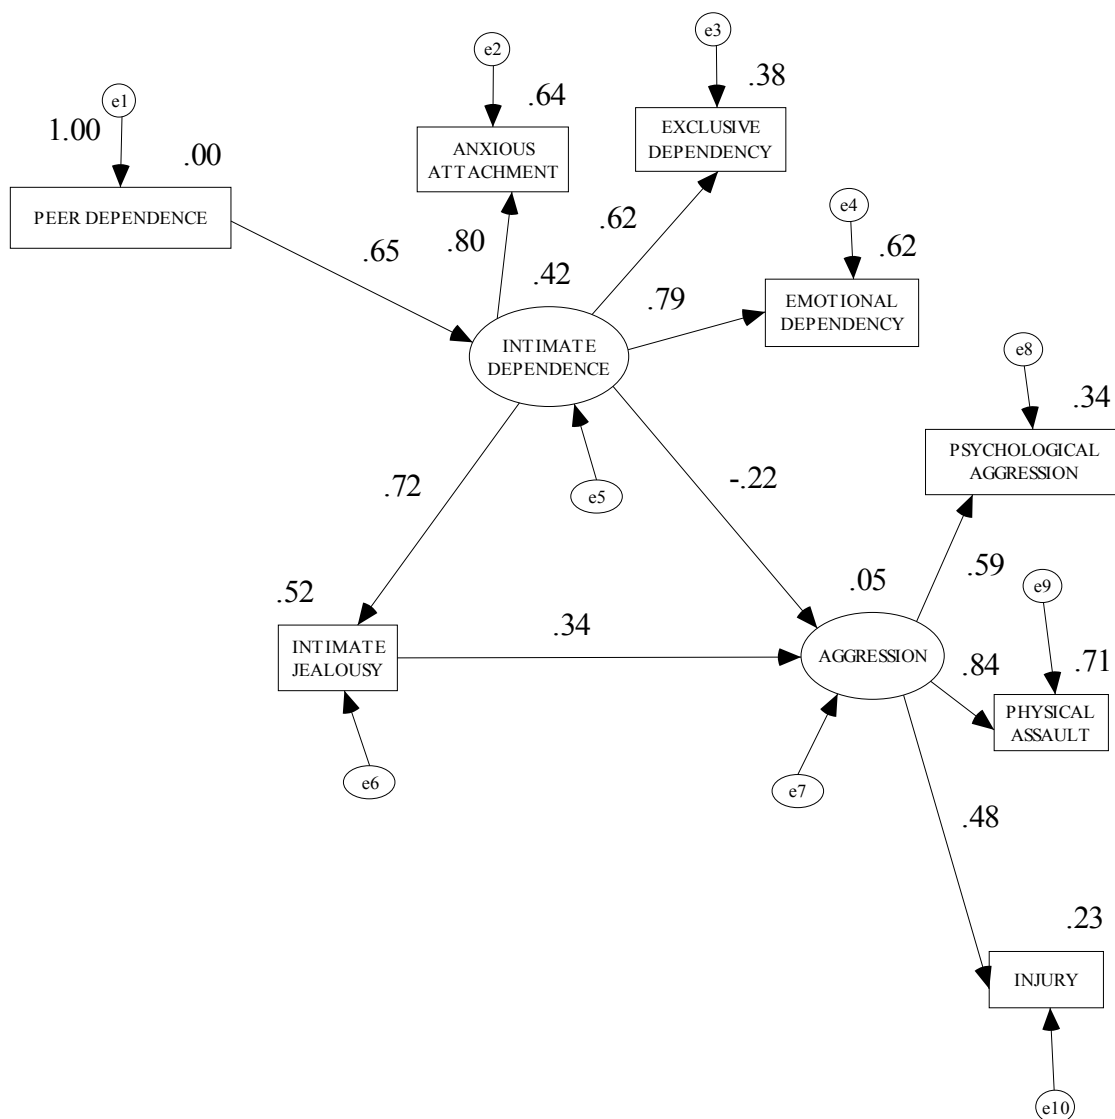 e3
e2
.38
.64
e1
1.00
EXCLUSIVE
DEPENDENCY
ANXIOUS
ATTACHMENT
.00
PEER DEPENDENCE
e4
.62
.80
.62
.65
.42
.79
EMOTIONAL
DEPENDENCY
INTIMATE
DEPENDENCE
e8
.34
PSYCHOLOGICAL
AGGRESSION
.72
-.22
e5
.59
.05
e9
.52
.34
INTIMATE
JEALOUSY
AGGRESSION
.84
.71
PHYSICAL
ASSAULT
e6
e7
.48
.23
INJURY
e10